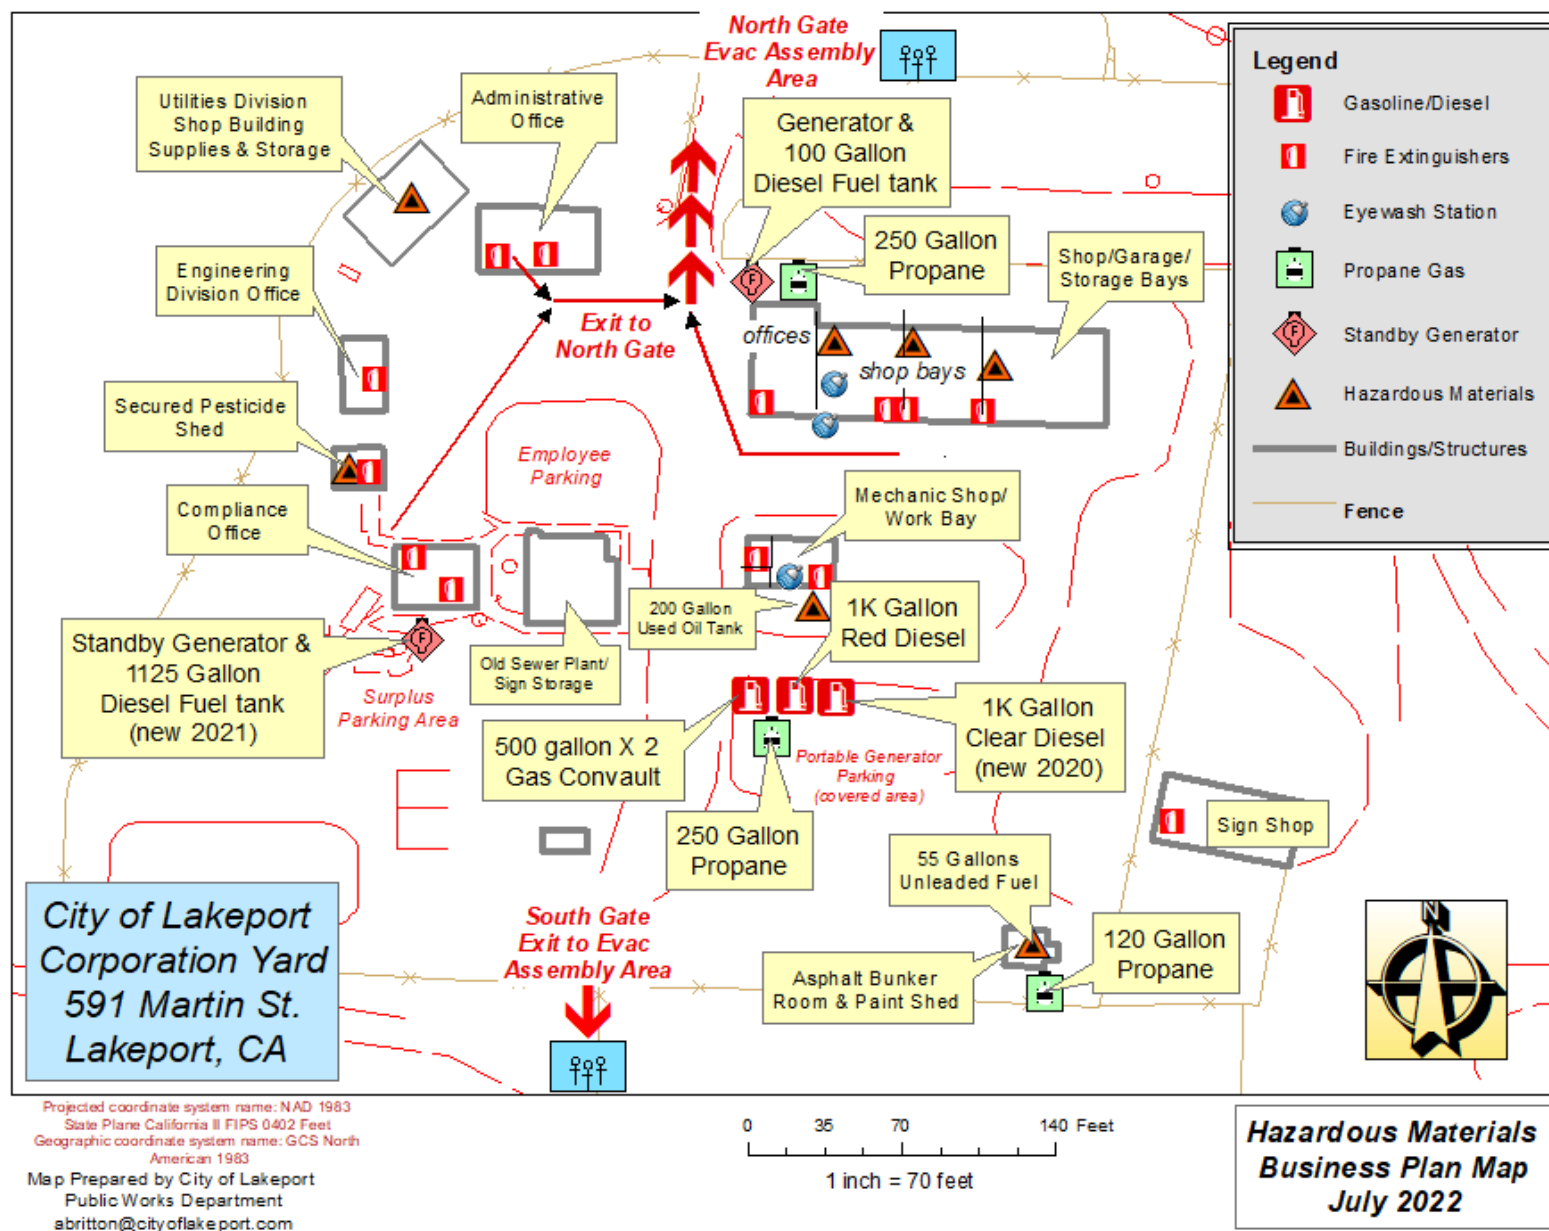 North Gate
Evac Assembly
Area
Utilities Division
Shop Building
Supplies & Storage
Administrative
Office
Generator &
100 Gallon
Diesel Fuel tank
250 Gallon
Propane
Shop/Garage/
Storage Bays
Engineering
Division Office
Exit to
North Gate
offices
shop bays
Secured Pesticide
Shed
Employee
Parking
Compliance
Office
Mechanic Shop/
Work Bay
200 Gallon
Used Oil Tank
1K Gallon
Red Diesel
Standby Generator &
1125 Gallon
Diesel Fuel tank
(new 2021)
Surplus
Parking Area
Old Sewer Plant/
Sign Storage
500 gallon X 2
Gas Convault
1K Gallon
Clear Diesel
(new 2020)
Portable Generator
Parking
(covered area)
250 Gallon
Propane
Sign Shop
55 Gallons
Unleaded Fuel
120 Gallon
Propane
Asphalt Bunker
Room & Paint Shed
South Gate
Exit to Evac
Assembly Area
City of Lakeport
Corporation Yard
591 Martin St.
Lakeport, CA
Legend
Gasoline/Diesel
Fire Extinguishers
Eyewash Station
Propane Gas
F
Standby Generator
Hazardous Materials
Buildings/Structures
Fence
F
F
N
Projected coordinate system name: NAD 1983
State Plane California II FIPS 0402 Feet
Geographic coordinate system name: GCS North
American 1983
Map Prepared by City of Lakeport
Public Works Department
abritton@cityoflakeport.com
0 35 70 140 Feet
1 inch = 70 feet
Hazardous Materials
Business Plan Map
July 2022